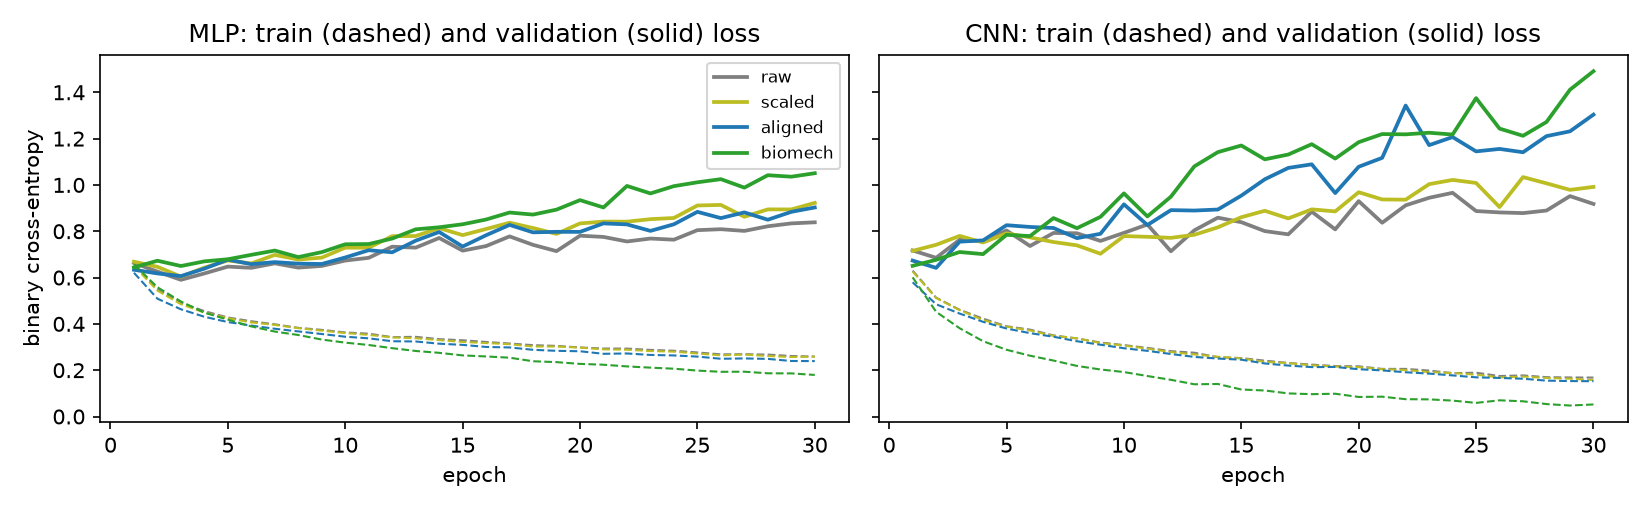 MLP: train (dashed) and validation (solid) loss
CNN: train (dashed) and validation (solid) loss
binary cross-entropy
1.4
1.2
1.0
0.8
0.6
0.4
0.2
0.0
raw
scaled
aligned
biomech
0 5 10 15 20 25 30
0 5 10 15 20 25 30
epoch
epoch